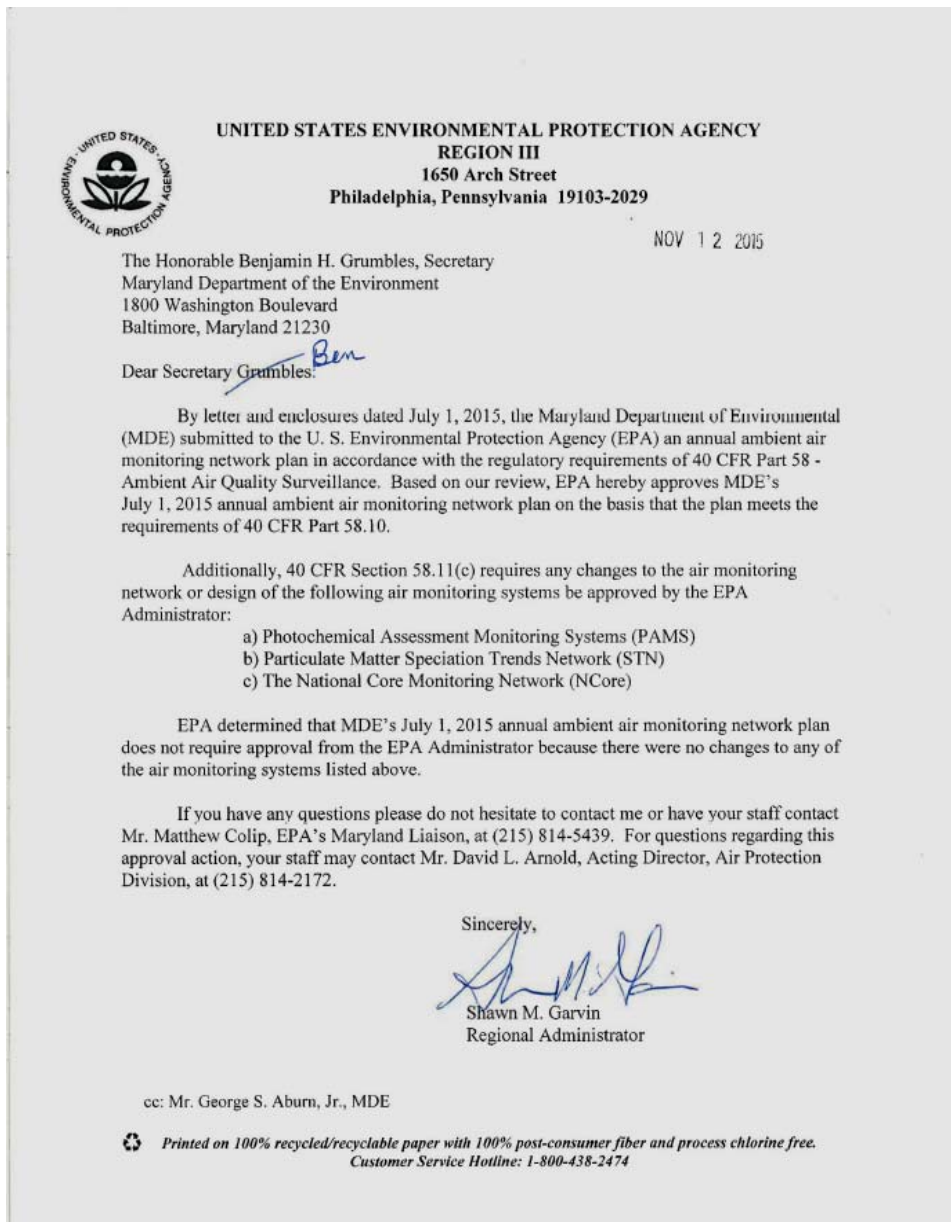 UNITED STATES ENVIRONMENTAL PROTECTION AGENCY
REGION III
1650 Arch Street
Philadelphia, Pennsylvania 19103-2029
UNITED STATES
ENVIRONMENTAL PROTECTION AGENCY
NOV 12 2015
The Honorable Benjamin H. Grumbles, Secretary
Maryland Department of the Environment
1800 Washington Boulevard
Baltimore, Maryland 21230
Ben
Dear Secretary Grumbles:
By letter and enclosures dated July 1, 2015, the Maryland Department of Environmental
(MDE) submitted to the U. S. Environmental Protection Agency (EPA) an annual ambient air
monitoring network plan in accordance with the regulatory requirements of 40 CFR Part 58 -
Ambient Air Quality Surveillance. Based on our review, EPA hereby approves MDE's
July 1, 2015 annual ambient air monitoring network plan on the basis that the plan meets the
requirements of 40 CFR Part 58.10.
Additionally, 40 CFR Section 58.11(c) requires any changes to the air monitoring
network or design of the following air monitoring systems be approved by the EPA
Administrator:
a) Photochemical Assessment Monitoring Systems (PAMS)
b) Particulate Matter Speciation Trends Network (STN)
c) The National Core Monitoring Network (NCore)
EPA determined that MDE's July 1, 2015 annual ambient air monitoring network plan
does not require approval from the EPA Administrator because there were no changes to any of
the air monitoring systems listed above.
If you have any questions please do not hesitate to contact me or have your staff contact
Mr. Matthew Colip, EPA's Maryland Liaison, at (215) 814-5439. For questions regarding this
approval action, your staff may contact Mr. David L. Arnold, Acting Director, Air Protection
Division, at (215) 814-2172.
Sincerely,
Shawn M. Garvin
Regional Administrator
cc: Mr. George S. Aburn, Jr., MDE
Printed on 100% recycled/recyclable paper with 100% post-consumer fiber and process chlorine free.
Customer Service Hotline: 1-800-438-2474